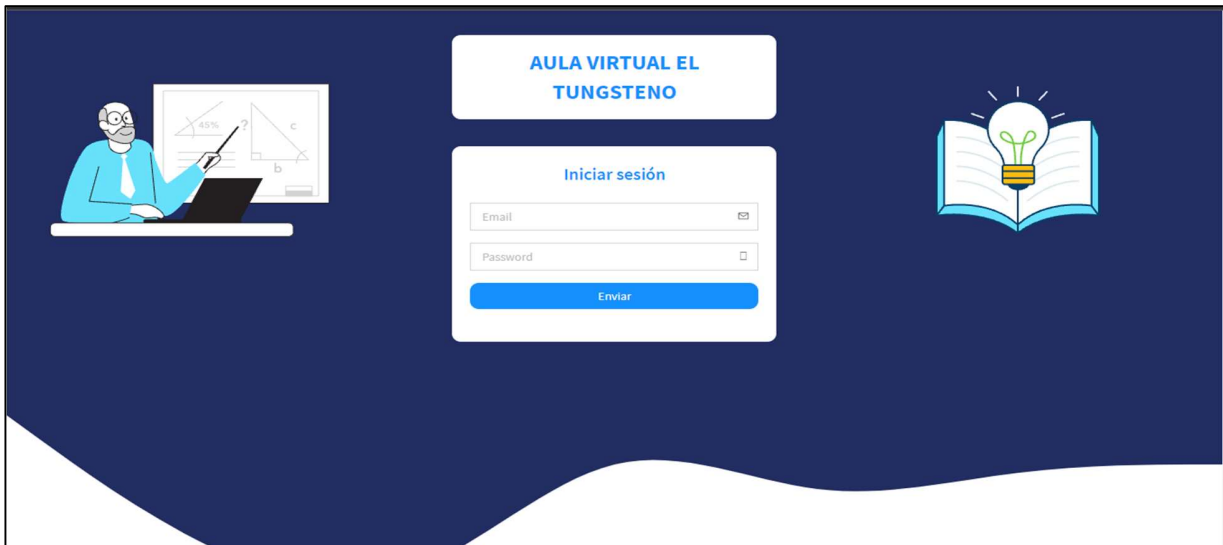 AULA VIRTUAL EL
TUNGSTENO
45%
?
c
b
Iniciar sesión
Email
Password
Enviar